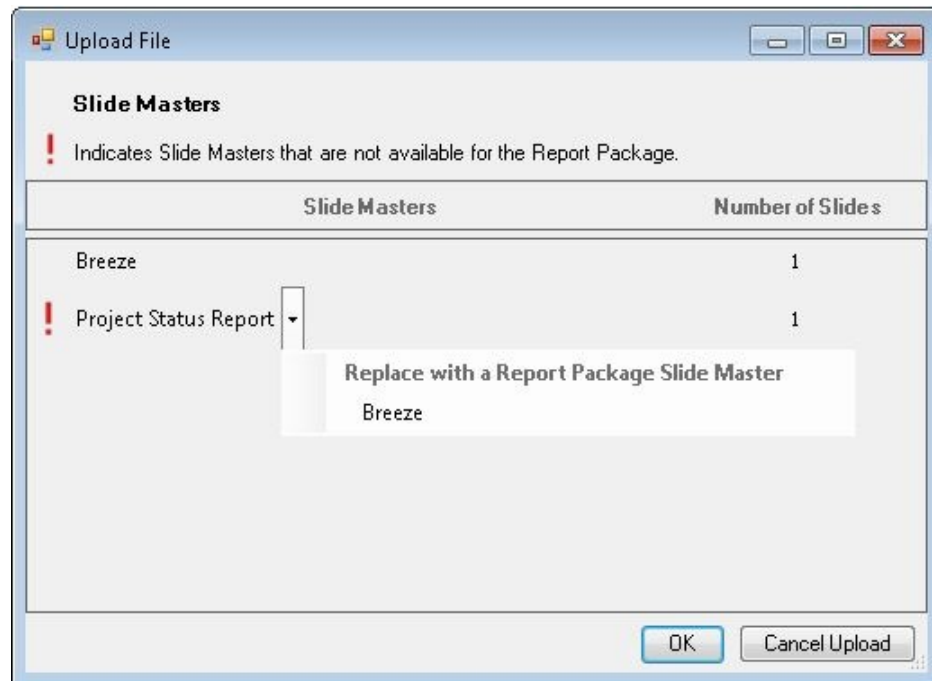 Upload File
Slide Masters
! Indicates Slide Masters that are not available for the Report Package.
Slide Masters Number of Slides
Breeze 1
! Project Status Report 1
Replace with a Report Package Slide Master
Breeze
OK Cancel Upload